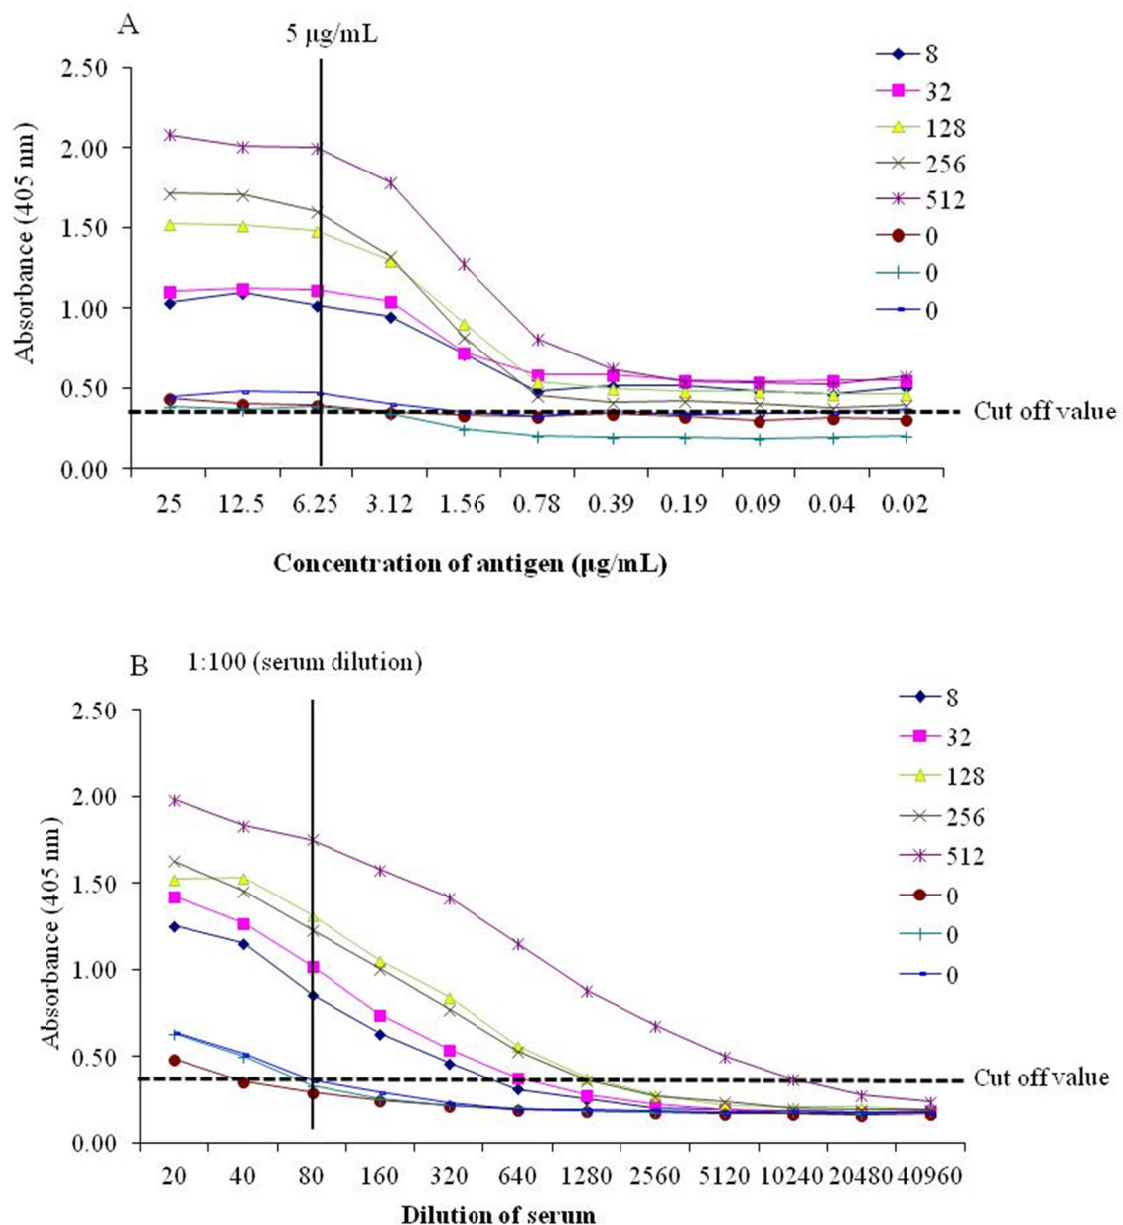 A
5 µg/mL
2.50
2.00
1.50
1.00
0.50
0.00
Absorbance (405 nm)
8
32
128
256
512
0
0
0
Cut off value
25 12.5 6.25 3.12 1.56 0.78 0.39 0.19 0.09 0.04 0.02
Concentration of antigen (µg/mL)
B
1:100 (serum dilution)
2.50
2.00
1.50
1.00
0.50
0.00
Absorbance (405 nm)
8
32
128
256
512
0
0
0
Cut off value
20 40 80 160 320 640 1280 2560 5120 10240 20480 40960
Dilution of serum